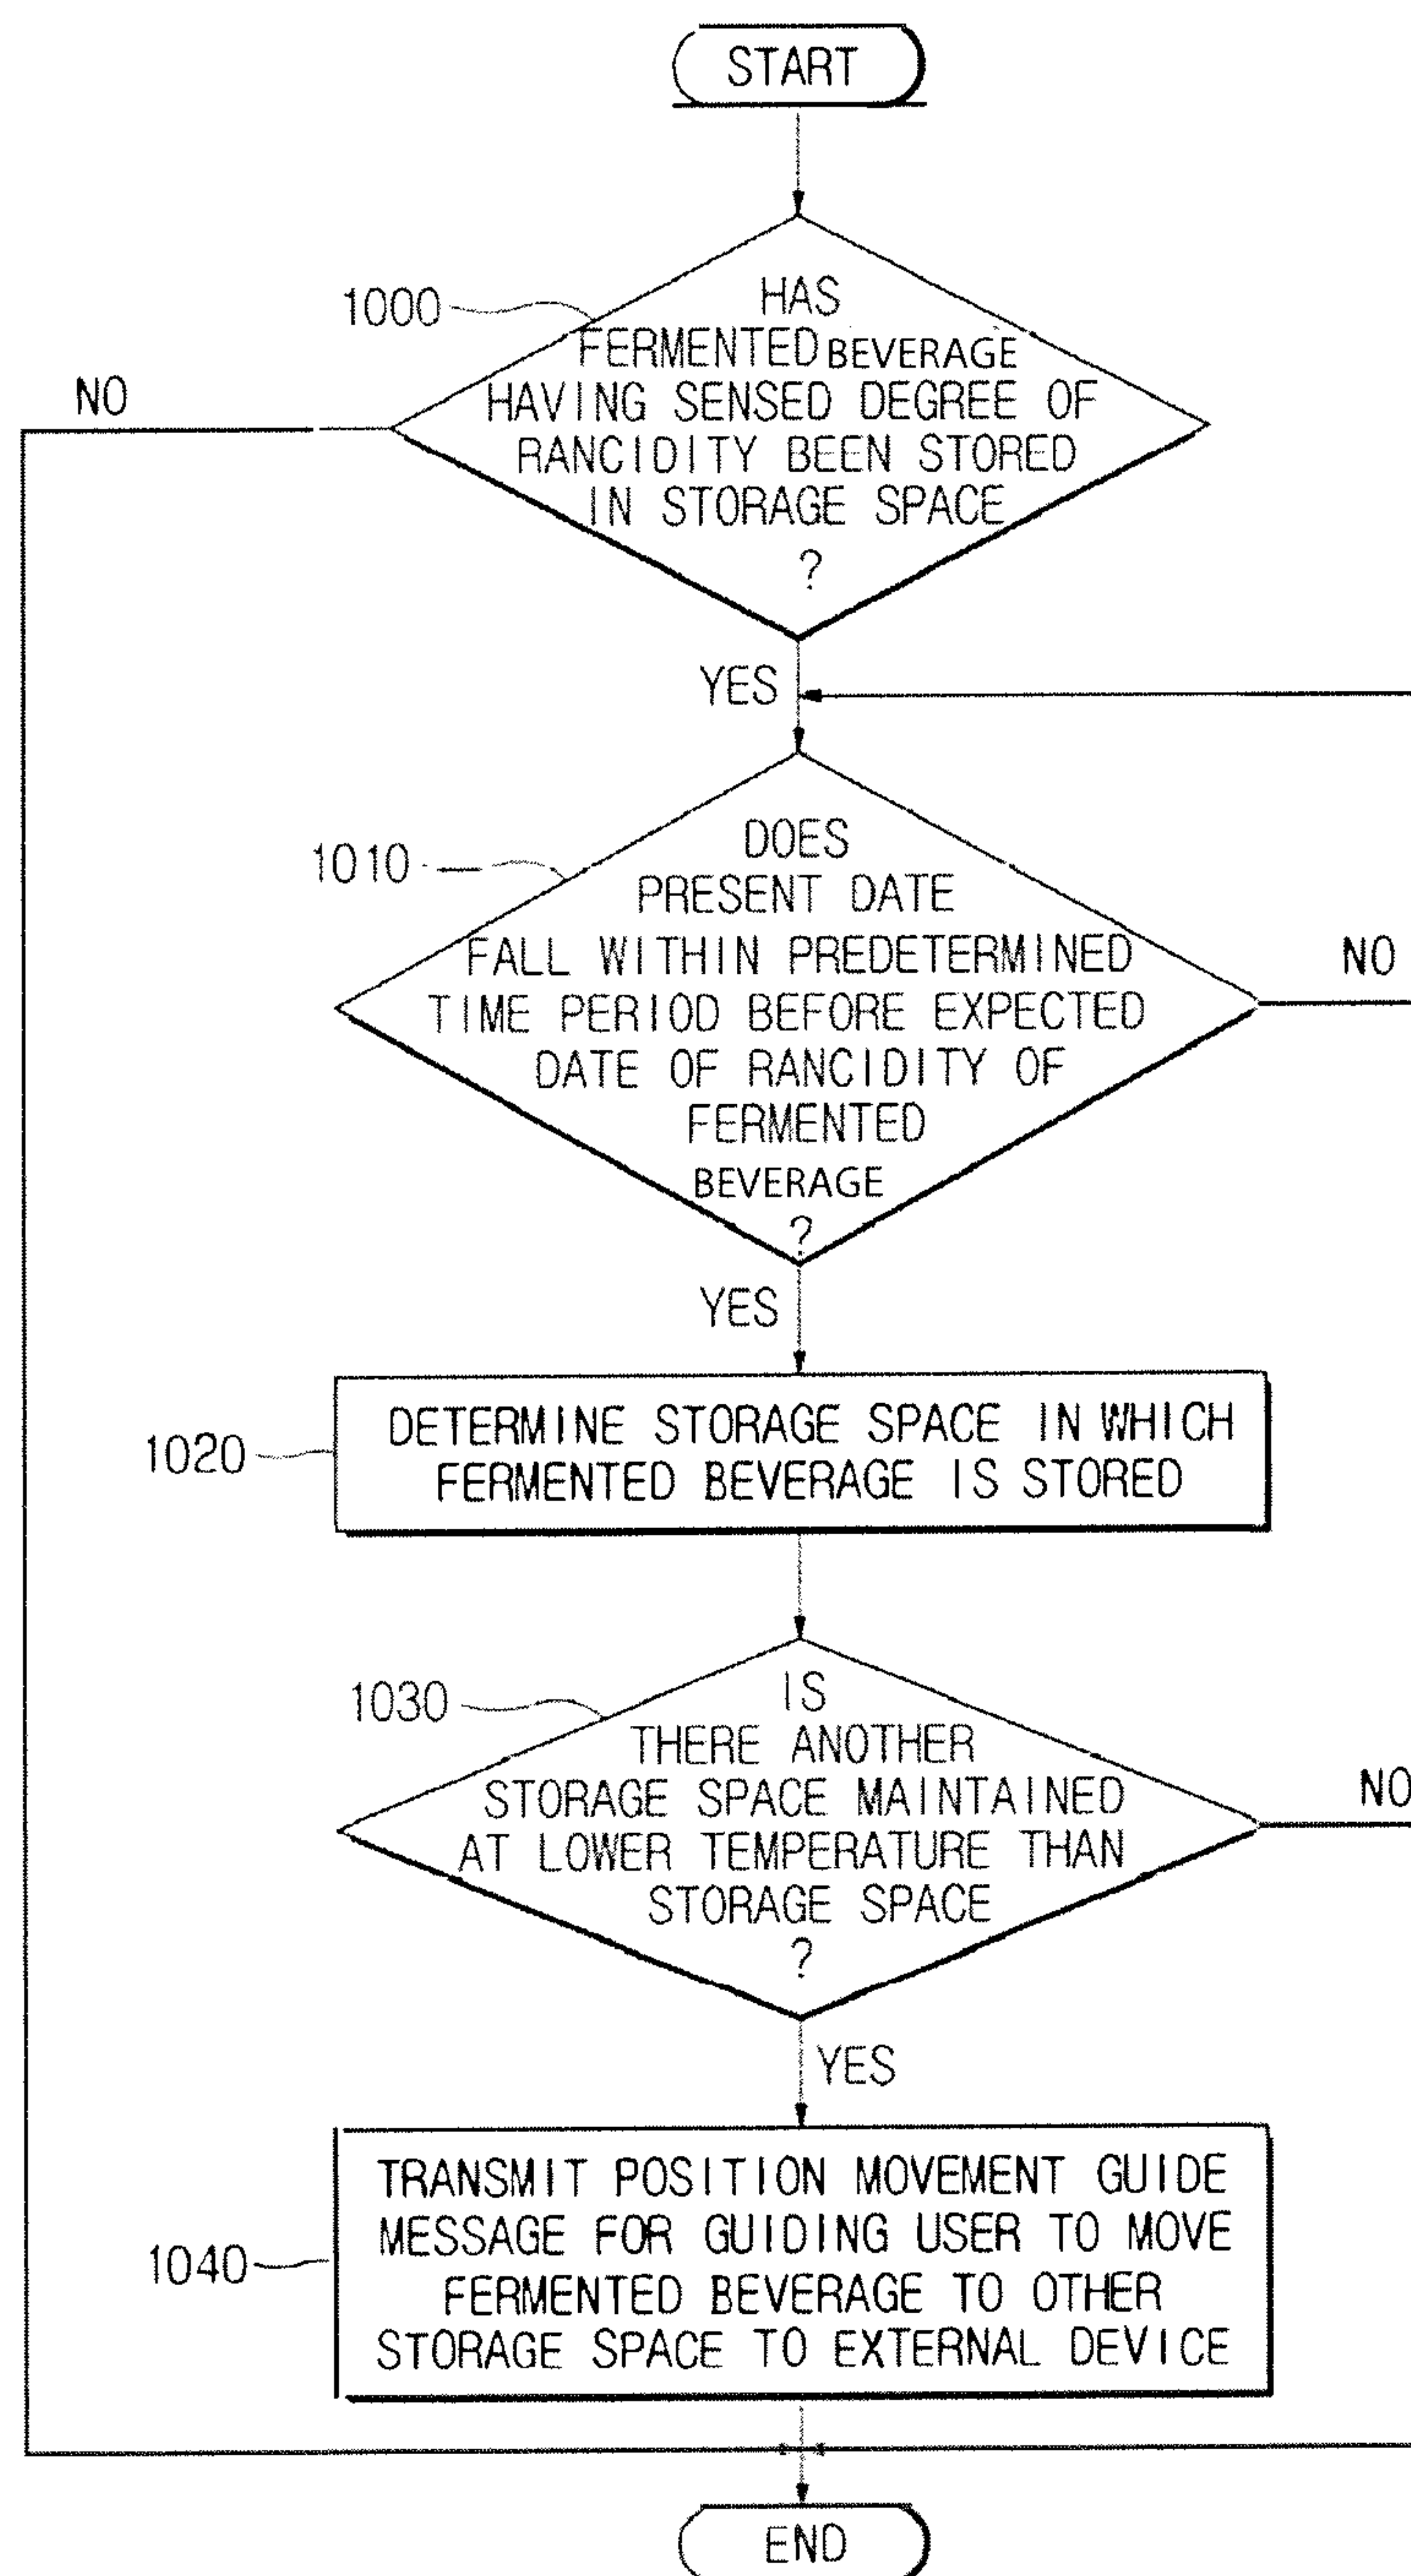 START
1000
HAS
FERMENTED BEVERAGE
HAVING SENSED DEGREE OF
RANCIDITY BEEN STORED
IN STORAGE SPACE
?
NO
YES
1010
DOES
PRESENT DATE
FALL WITHIN PREDETERMINED
TIME PERIOD BEFORE EXPECTED
DATE OF RANCIDITY OF
FERMENTED
BEVERAGE
?
NO
YES
1020
DETERMINE STORAGE SPACE IN WHICH
FERMENTED BEVERAGE IS STORED
1030
IS
THERE ANOTHER
STORAGE SPACE MAINTAINED
AT LOWER TEMPERATURE THAN
STORAGE SPACE
?
NO
YES
1040
TRANSMIT POSITION MOVEMENT GUIDE
MESSAGE FOR GUIDING USER TO MOVE
FERMENTED BEVERAGE TO OTHER
STORAGE SPACE TO EXTERNAL DEVICE
END